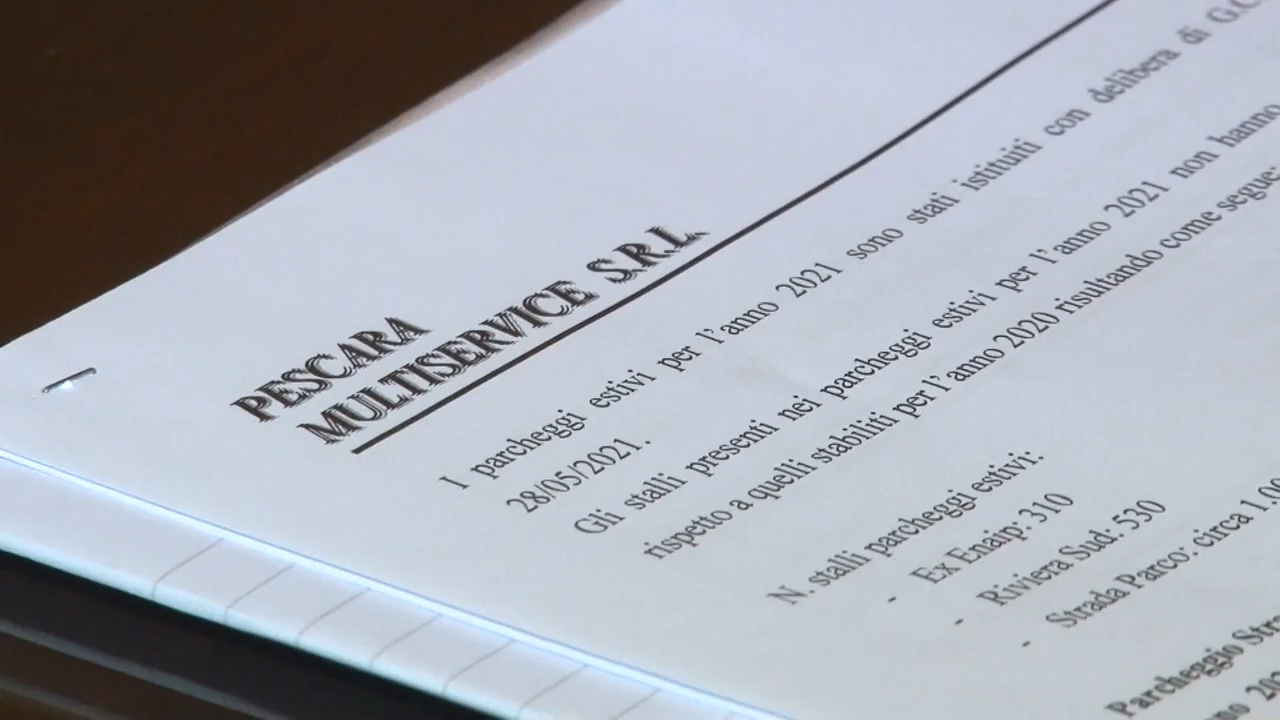 PESCARA
MULTISERVICE S.R.L.
I parcheggi estivi per l'anno 2021 sono stati istituiti con delibera di G.C
28/05/2021.
Gli stalli presenti nei parcheggi estivi per l'anno 2021 non hanno
rispetto a quelli stabiliti per l'anno 2020 risultando come segue:
N. stalli parcheggi estivi:
- Ex Enaip: 310
- Riviera Sud: 530
- Strada Parco: circa
Parcheggio